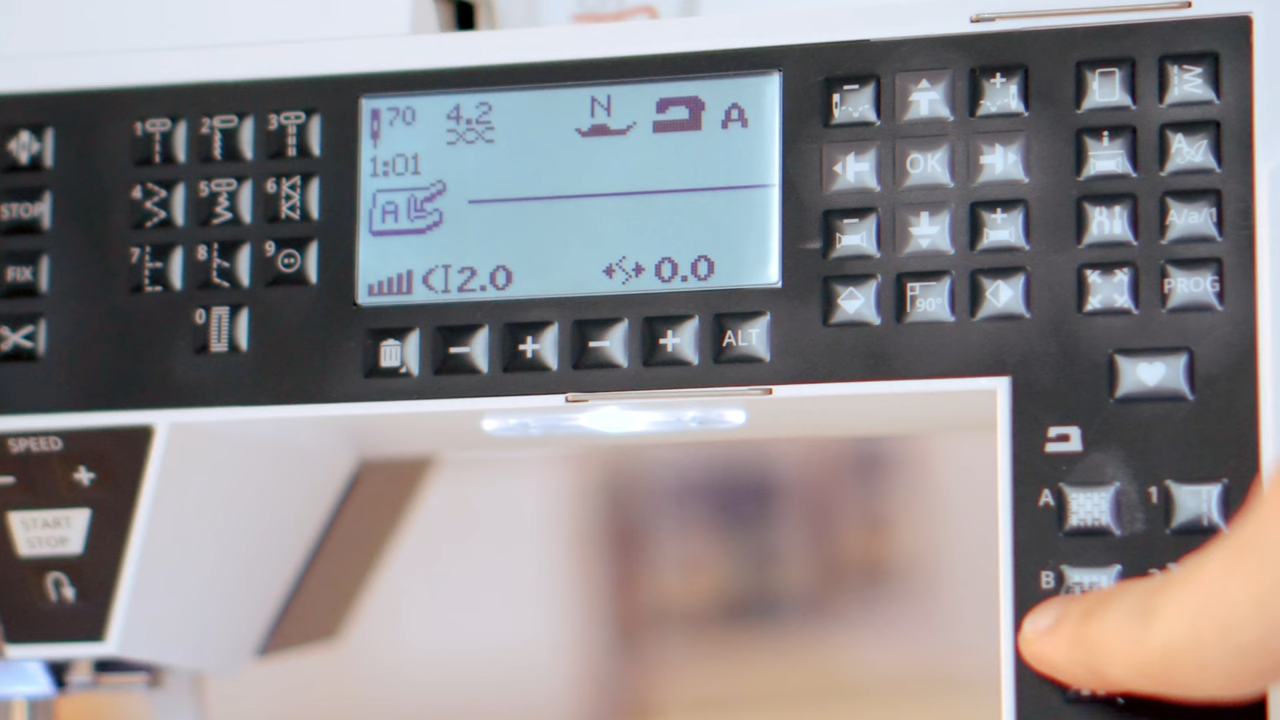 STOP
FIX
1 2 3
4 5 6
7 8 9
0
70 4.2 N A
1:01
A
2.0 0.0
ALT
OK
90°
A/a/1
PROG
SPEED
- +
START
STOP
A 1
B